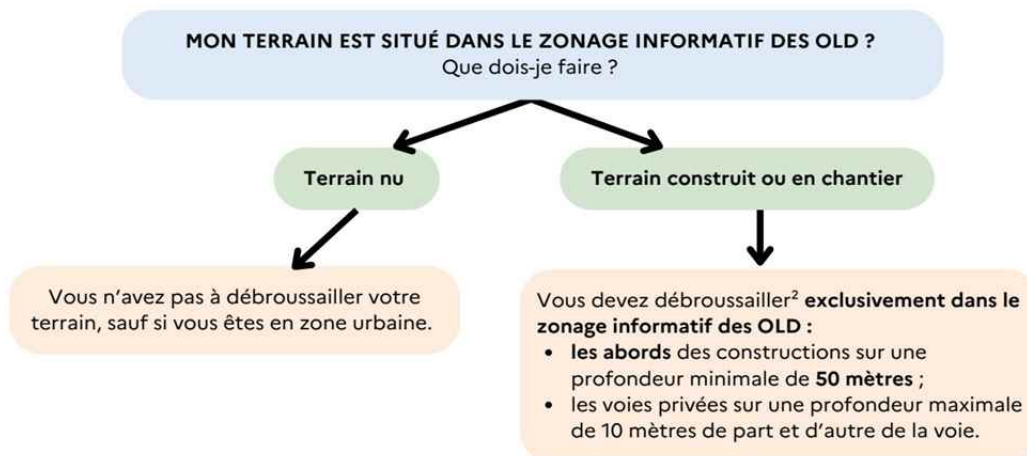 MON TERRAIN EST SITUÉ DANS LE ZONAGE INFORMATIF DES OLD ?
Que dois-je faire ?
Terrain nu
Terrain construit ou en chantier
Vous n'avez pas à débroussailler votre
terrain, sauf si vous êtes en zone urbaine.
Vous devez débroussailler² exclusivement dans le
zonage informatif des OLD :
• les abords des constructions sur une
profondeur minimale de 50 mètres ;
• les voies privées sur une profondeur maximale
de 10 mètres de part et d'autre de la voie.